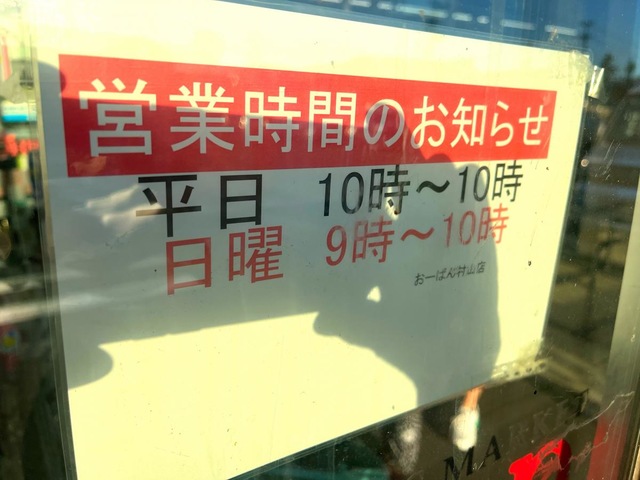 営業時間のお知らせ
平日 10時～10時
日曜 9時～10時
おーばん村山店
MARKET